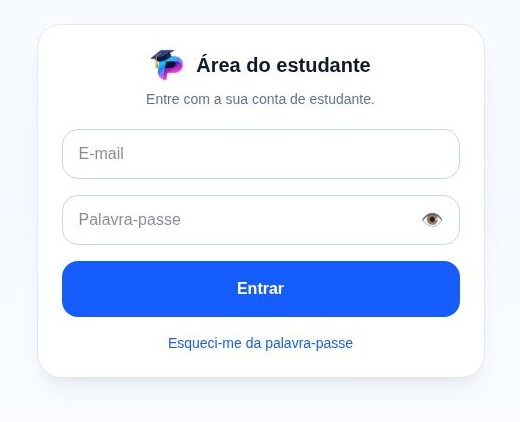 Área do estudante
Entre com a sua conta de estudante.
E-mail
Palavra-passe
Entrar
Esqueci-me da palavra-passe